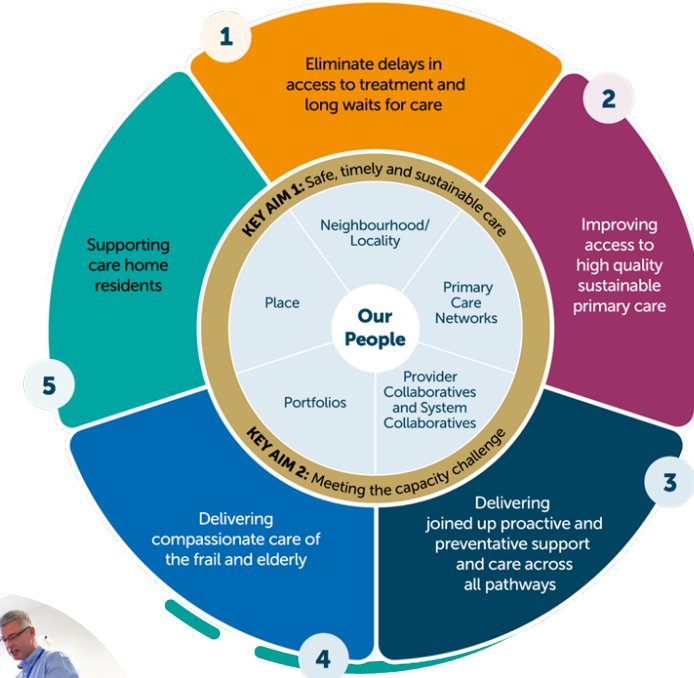 1
Eliminate delays in
access to treatment and
long waits for care
2
Improving
access to
high quality
sustainable
primary care
3
Delivering
joined up proactive and
preventative support
and care across
all pathways
4
Delivering
compassionate care of
the frail and elderly
5
Supporting
care home
residents
KEY AIM 1: Safe, timely and sustainable care
Neighbourhood/
Locality
Primary
Care
Networks
Provider
Collaboratives
and System
Collaboratives
Portfolios
Place
Our
People
KEY AIM 2: Meeting the capacity challenge